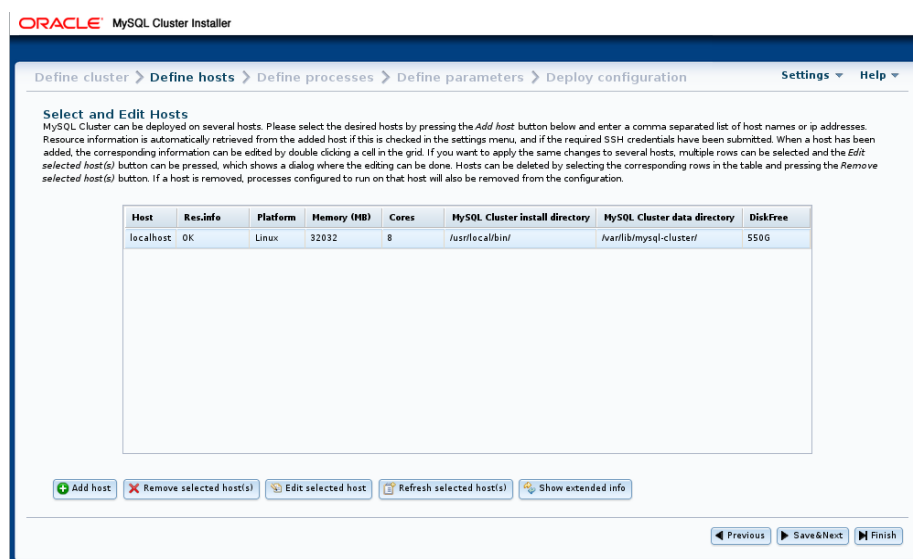 ORACLE® MySQL Cluster Installer
Define cluster > Define hosts > Define processes > Define parameters > Deploy configuration Settings Help
Select and Edit Hosts
MySQL Cluster can be deployed on several hosts. Please select the desired hosts by pressing the Add host button below and enter a comma separated list of host names or ip addresses.
Resource information is automatically retrieved from the added host if this is checked in the settings menu, and if the required SSH credentials have been submitted. When a host has been
added, the corresponding information can be edited by double clicking a cell in the grid. If you want to apply the same changes to several hosts, multiple rows can be selected and the Edit
selected host(s) button can be pressed, which shows a dialog where the editing can be done. Hosts can be deleted by selecting the corresponding rows in the table and pressing the Remove
selected host(s) button. If a host is removed, processes configured to run on that host will also be removed from the configuration.
Host Res.info Platform Memory (MB) Cores MySQL Cluster install directory MySQL Cluster data directory DiskFree
localhost OK Linux 32032 8 /usr/local/bin/ /var/lib/mysql-cluster/ 550G
Add host Remove selected host(s) Edit selected host Refresh selected host(s) Show extended info
Previous Save&Next Finish